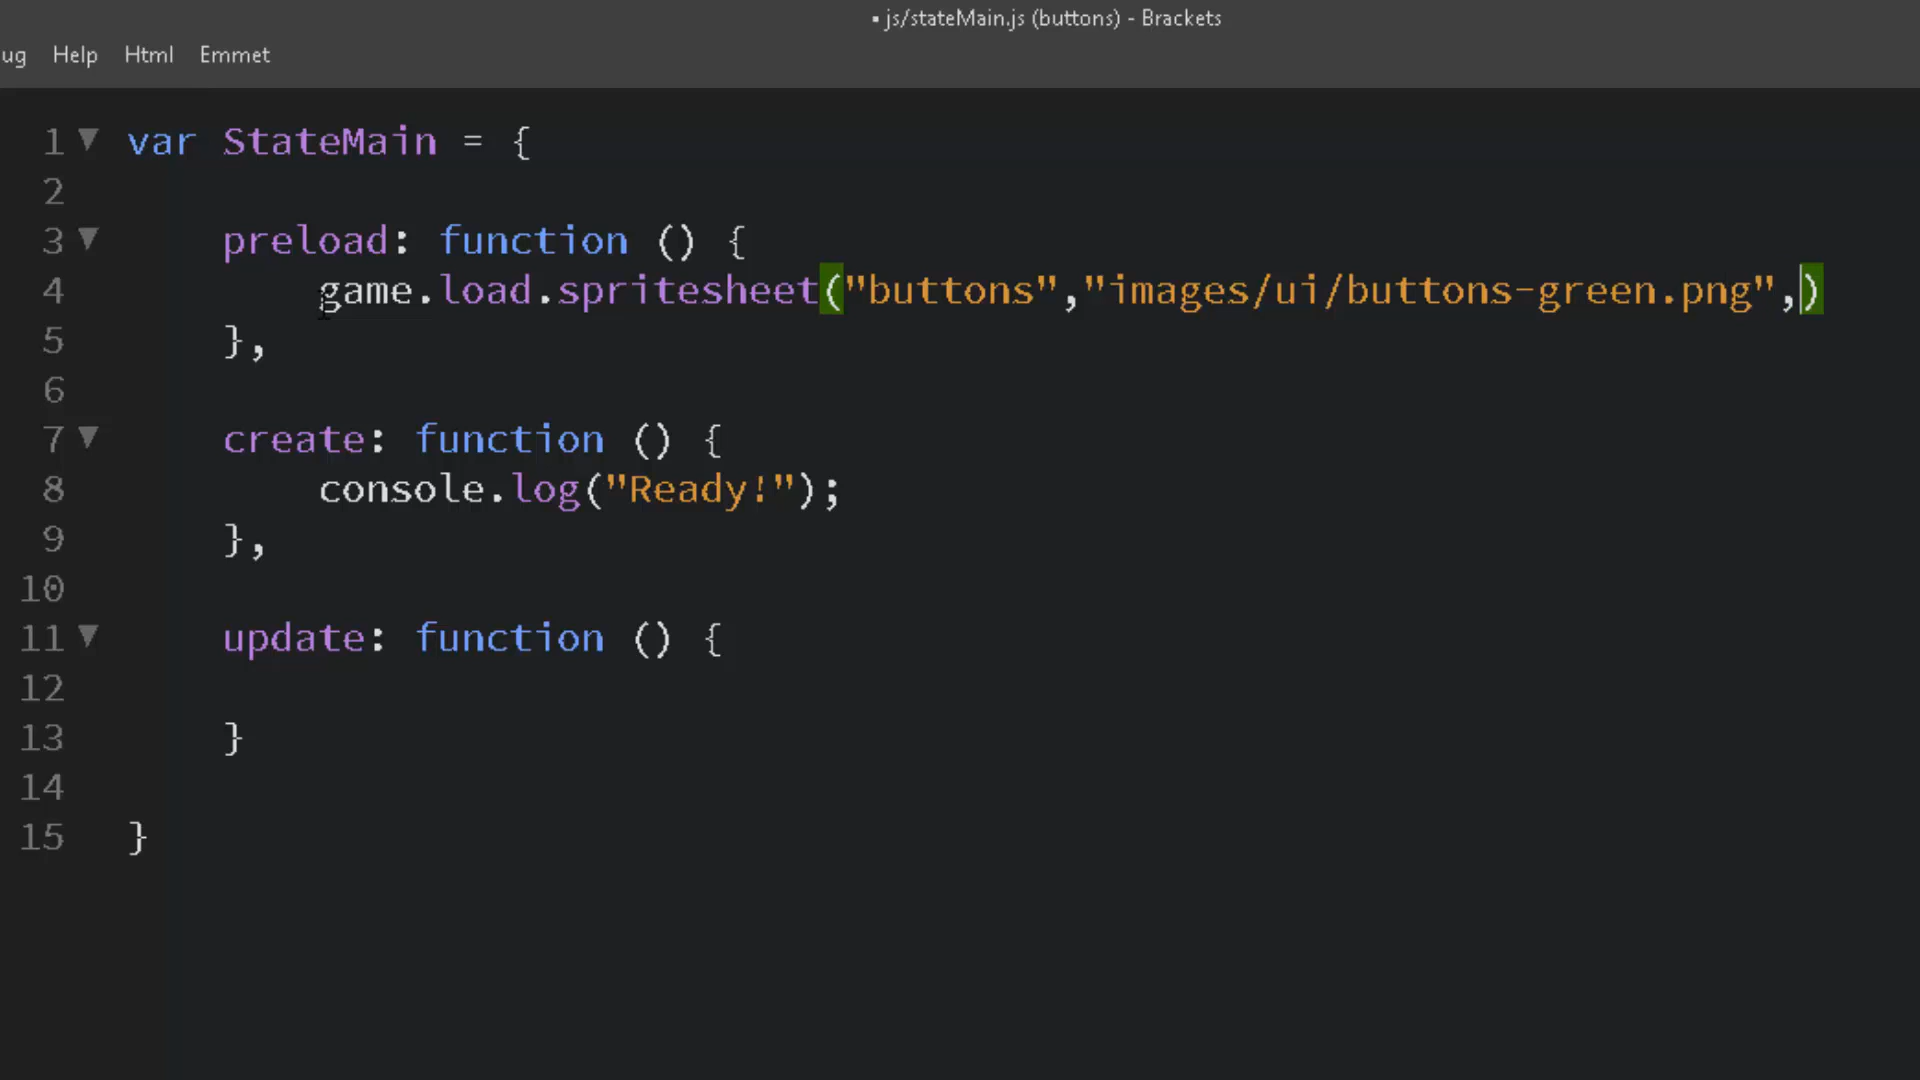 • js/stateMain.js (buttons) - Brackets
ug Help Html Emmet
1 var StateMain = {
2
3 preload: function () {
4 game.load.spritesheet("buttons","images/ui/buttons-green.png",)
5 },
6
7 create: function () {
8 console.log("Ready!");
9 },
10
11 update: function () {
12
13 }
14
15 }